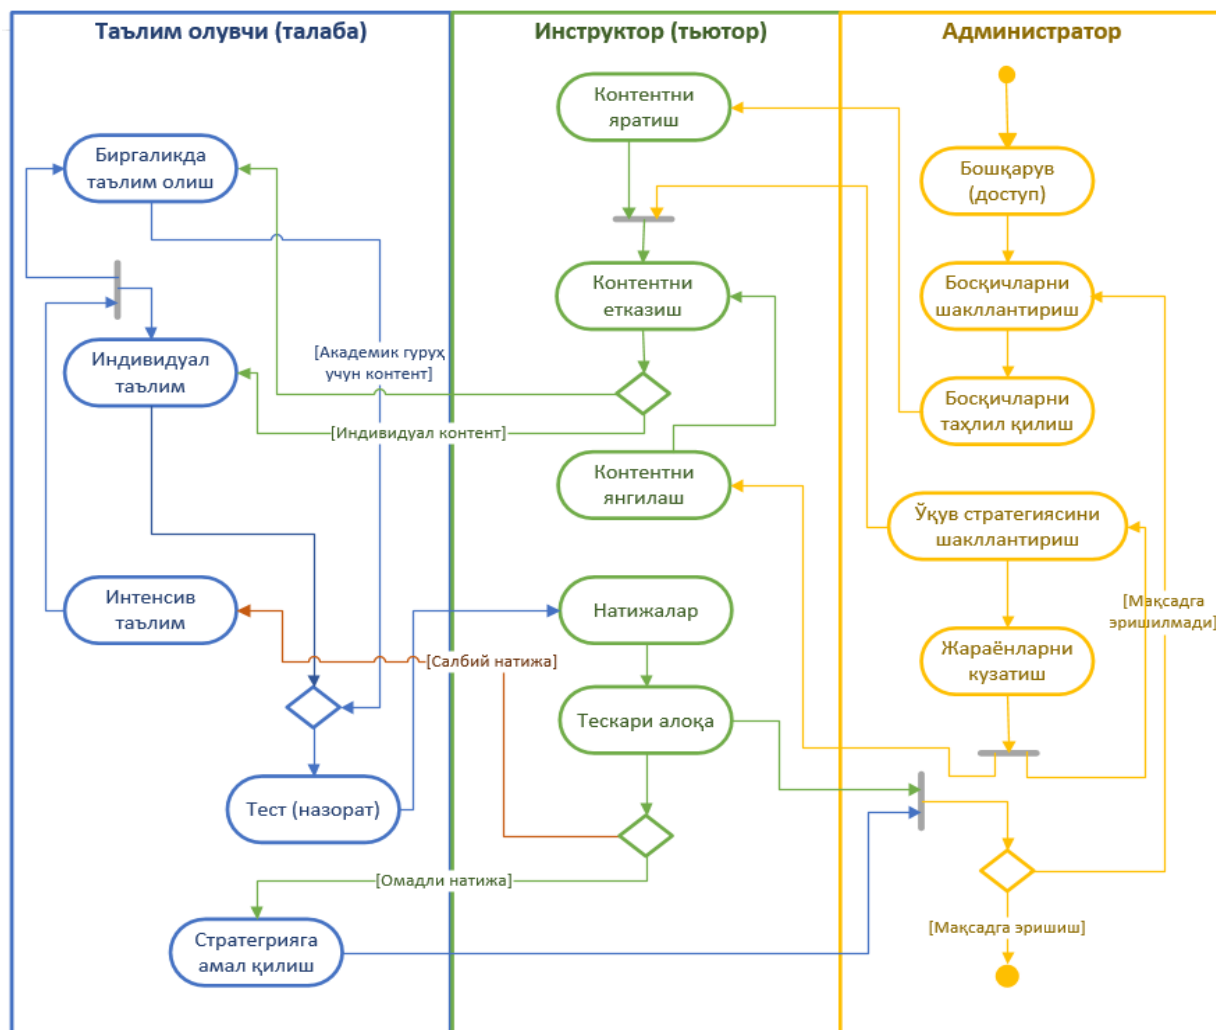 Таълим олувчи (талаба)
Биргаликда
таълим олиш
Индивидуал
таълим
Интенсив
таълим
Тест (назорат)
Стратегрияга
амал қилиш
[Академик гуруҳ
учун контент]
[Индивидуал контент]
[Салбий натижа]
[Омадли натижа]
Инструктор (тьютор)
Контентни
яратиш
Контентни
етказиш
Контентни
янгилаш
Натижалар
Тескари алоқа
Администратор
Бошқарув
(доступ)
Босқичларни
шакллантириш
Босқичларни
таҳлил қилиш
Ўқув стратегиясини
шакллантириш
[Мақсадга
эришилмади]
Жараёнларни
кузатиш
[Мақсадга эришиш]